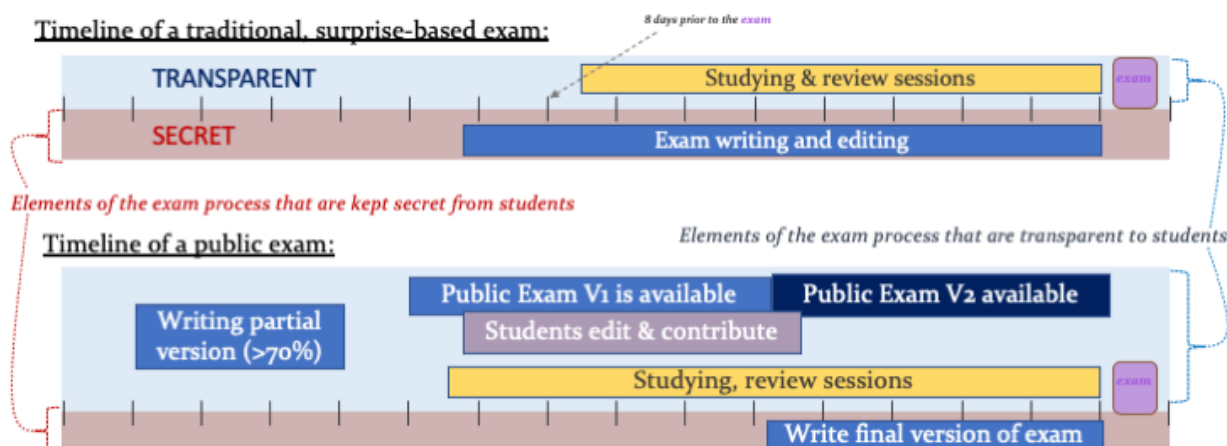 8 days prior to the exam
Timeline of a traditional, surprise-based exam:
TRANSPARENT
Studying & review sessions
exam
SECRET
Exam writing and editing
Elements of the exam process that are kept secret from students
Elements of the exam process that are transparent to students
Timeline of a public exam:
Public Exam V1 is available
Public Exam V2 available
Writing partial
version (>70%)
Students edit & contribute
Studying, review sessions
exam
Write final version of exam